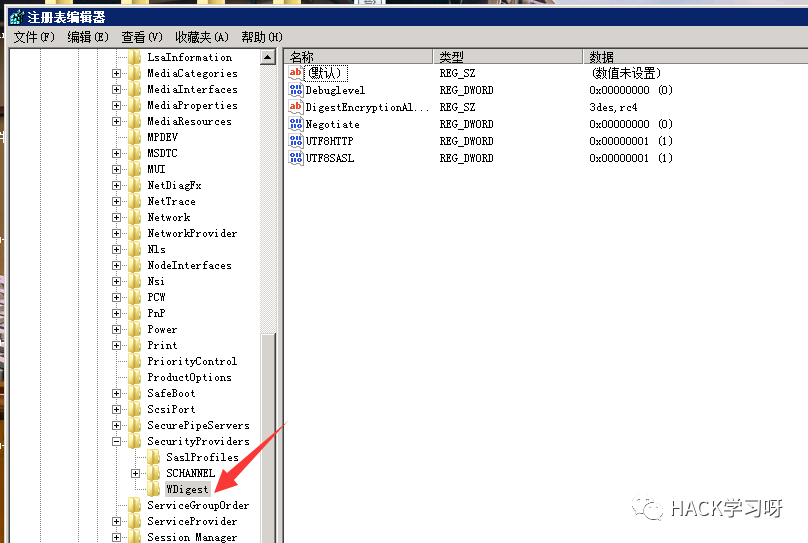 注册表编辑器
文件(F) 编辑(E) 查看(V) 收藏夹(A) 帮助(H)
LsaInformation
MediaCategories
MediaInterfaces
MediaProperties
MediaResources
MPDEV
MSDTC
MUI
NetDiagFx
NetTrace
Network
NetworkProvider
Nls
NodeInterfaces
Nsi
PCW
PnP
Power
Print
PriorityControl
ProductOptions
SafeBoot
ScsiPort
SecurePipeServers
SecurityProviders
SaslProfiles
SCHANNEL
WDigest
ServiceGroupOrder
ServiceProvider
Session Manager
名称 类型 数据
(默认) REG_SZ (数值未设置)
Debuglevel REG_DWORD 0x00000000 (0)
DigestEncryptionAl... REG_SZ 3des,rc4
Negotiate REG_DWORD 0x00000000 (0)
UTF8HTTP REG_DWORD 0x00000001 (1)
UTF8SASL REG_DWORD 0x00000001 (1)
HACK学习呀